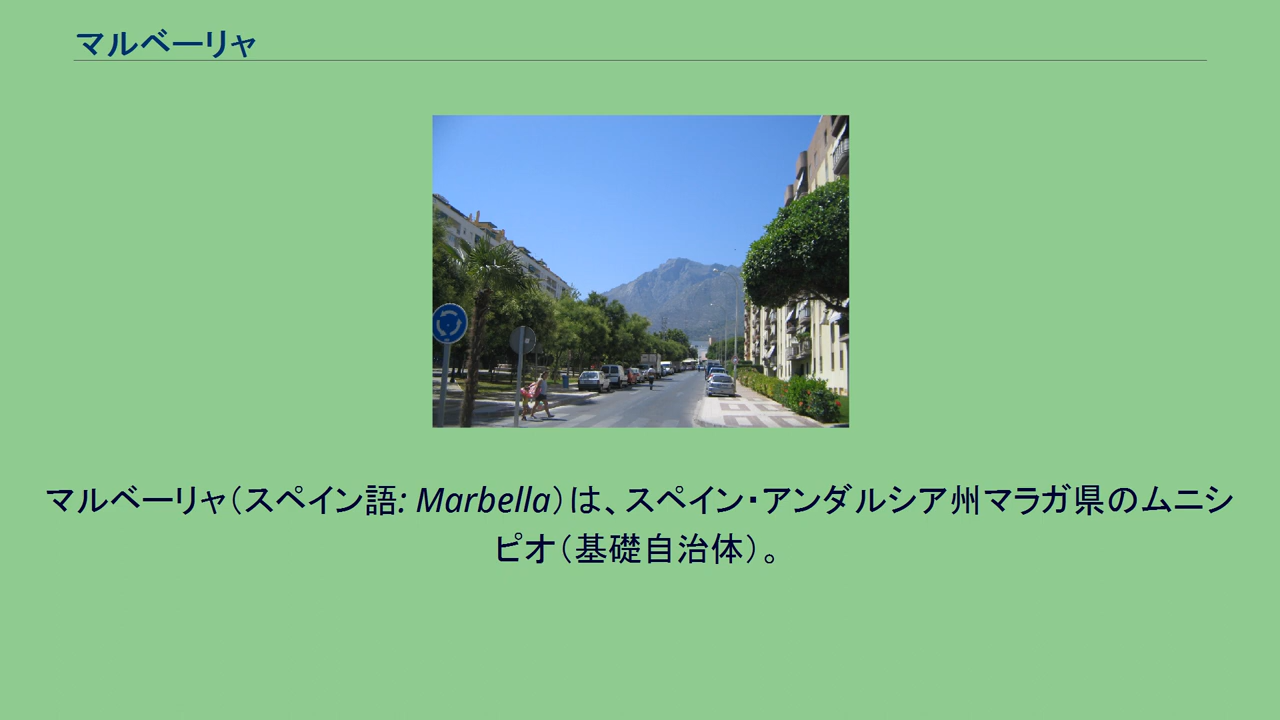 マルベーリャ
マルベーリャ（スペイン語: Marbella）は、スペイン・アンダルシア州マラガ県のムニシ
ピオ（基礎自治体）。